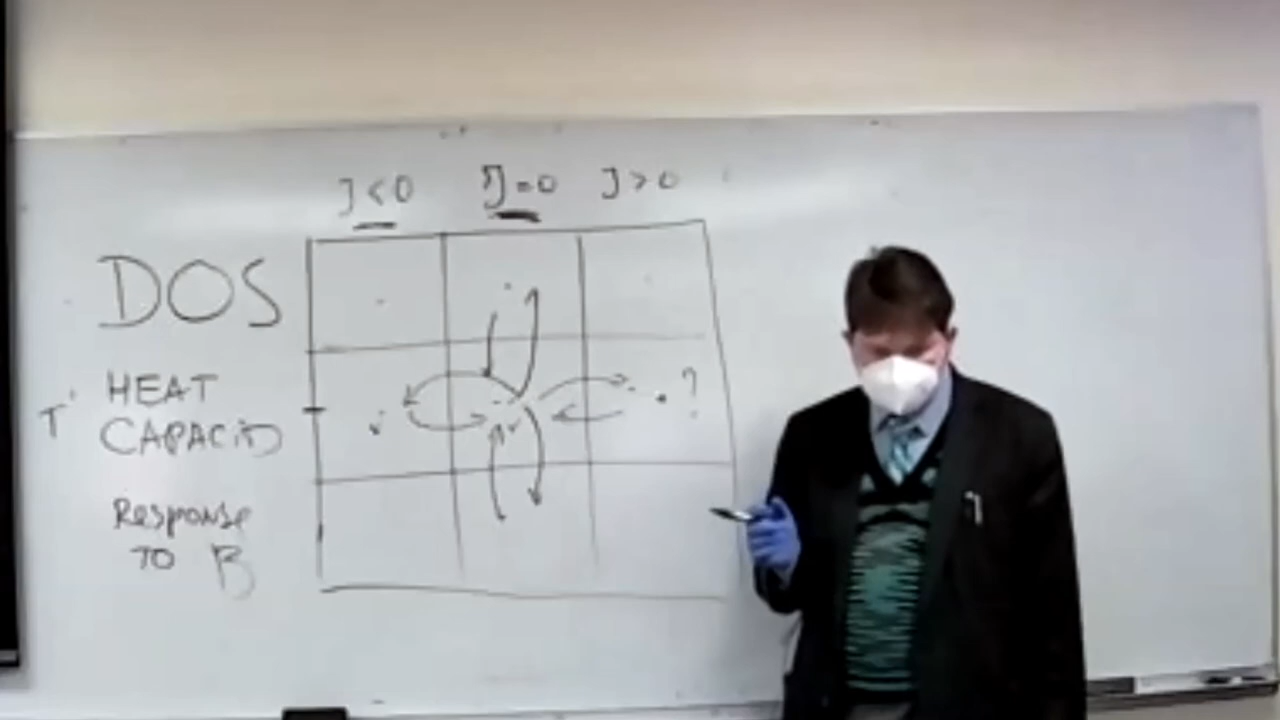 J<0 J=0 J>0
DOS
HEAT
T' CAPACITY ?
Response
TO B